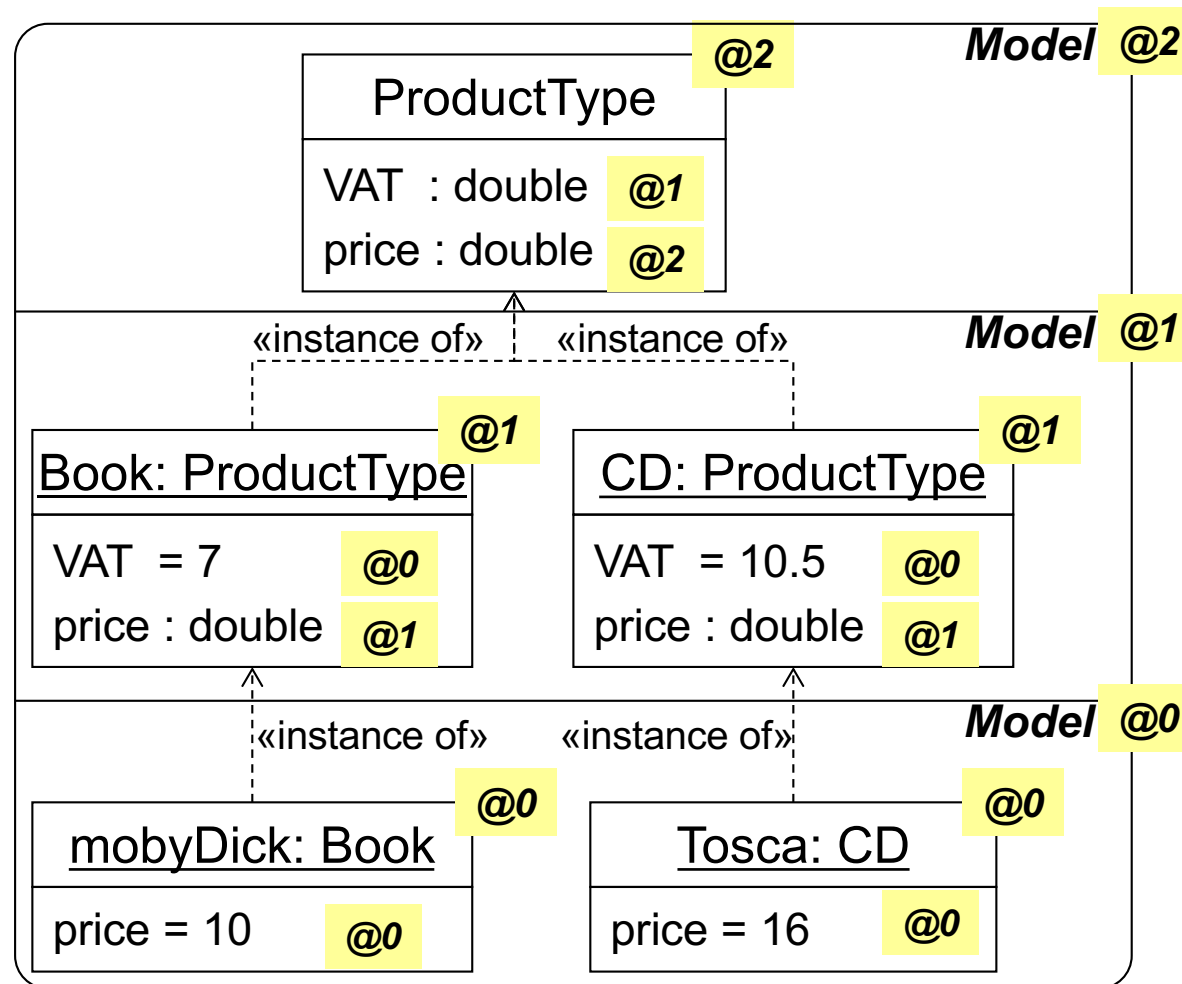 Model @2
@2
ProductType
VAT : double @1
price : double @2
Model @1
«instance of» «instance of»
@1 @1
Book: ProductType CD: ProductType
VAT = 7 @0 VAT = 10.5 @0
price : double @1 price : double @1
Model @0
«instance of» «instance of»
@0 @0
mobyDick: Book Tosca: CD
price = 10 @0 price = 16 @0